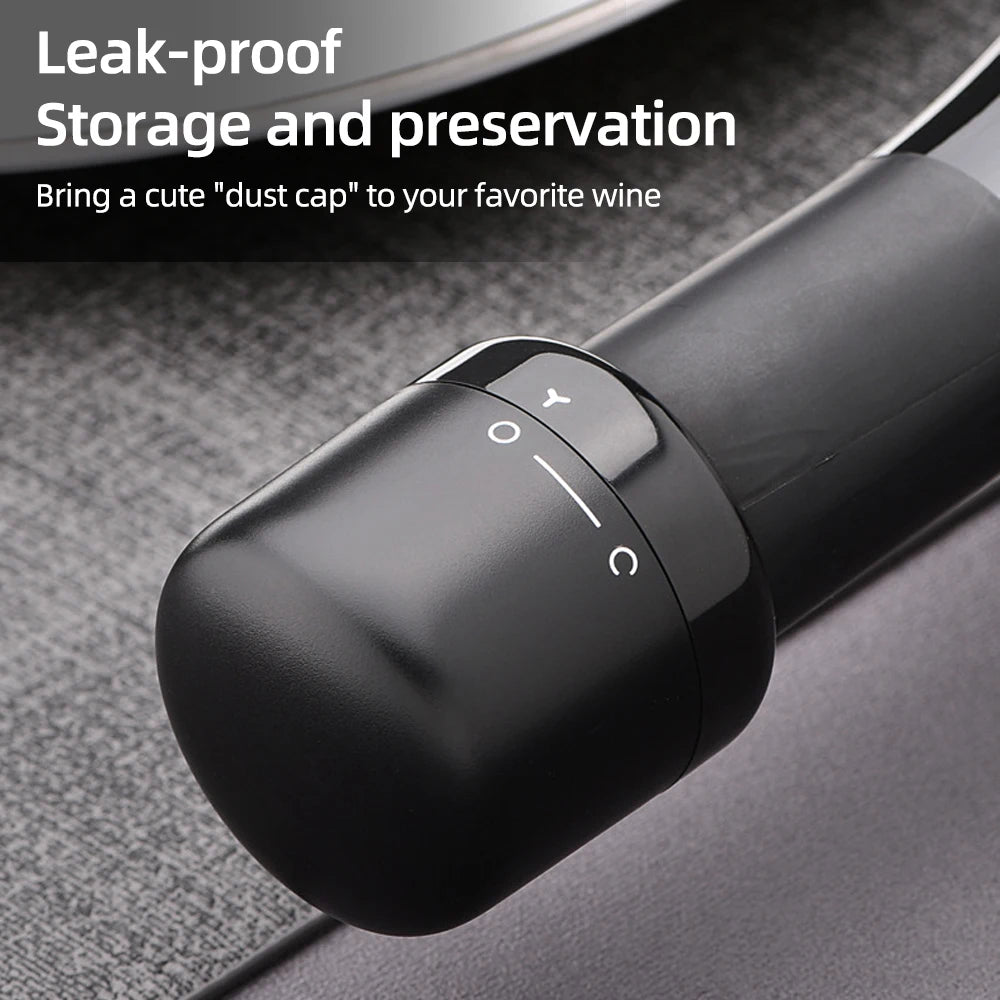 Leak-proof
Storage and preservation
Bring a cute "dust cap" to your favorite wine
O — C